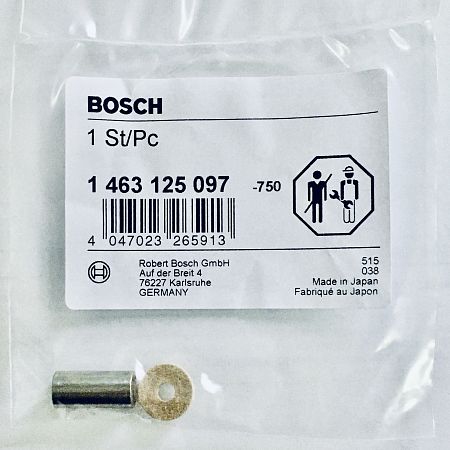 BOSCH
1 St/Pc
1 463 125 097 -750
4 047023 265913
Robert Bosch GmbH
Auf der Breit 4
76227 Karlsruhe
GERMANY
515
038
Made in Japan
Fabriqué au Japon